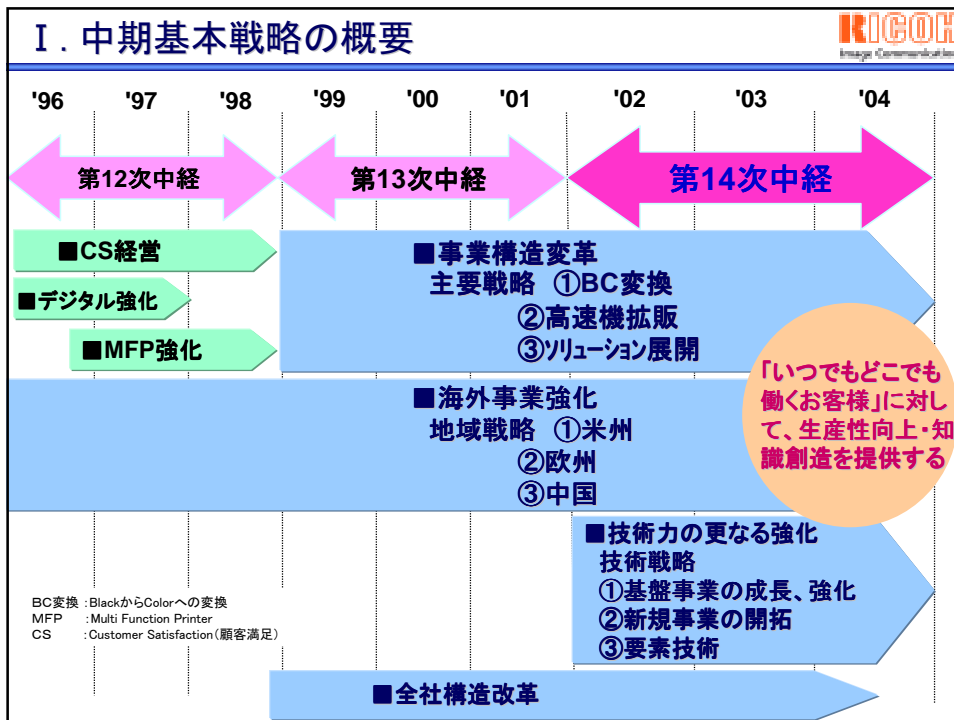 Ⅰ．中期基本戦略の概要
RICOH
Image Communication
'96 '97 '98 '99 '00 '01 '02 '03 '04
第12次中経 第13次中経 第14次中経
■CS経営
■デジタル強化
■MFP強化
■事業構造変革
主要戦略 ①BC変換
②高速機拡販
③ソリューション展開
■海外事業強化
地域戦略 ①米州
②欧州
③中国
「いつでもどこでも
働くお客様」に対し
て、生産性向上・知
識創造を提供する
■技術力の更なる強化
技術戦略
①基盤事業の成長、強化
②新規事業の開拓
③要素技術
BC変換 ：BlackからColorへの変換
MFP ：Multi Function Printer
CS ：Customer Satisfaction（顧客満足）
■全社構造改革